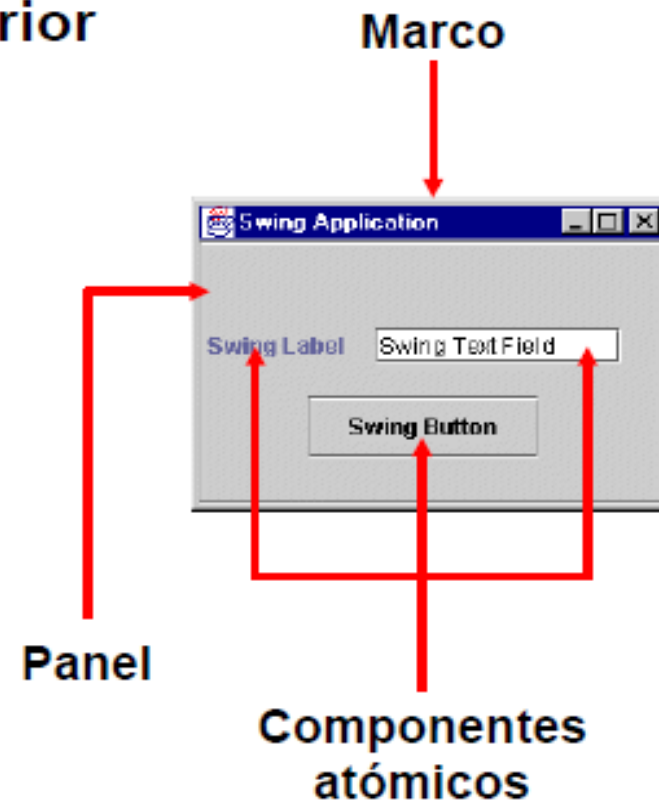 rior
Marco
Swing Application
Swing Label
Swing Text Field
Swing Button
Panel
Componentes
atómicos